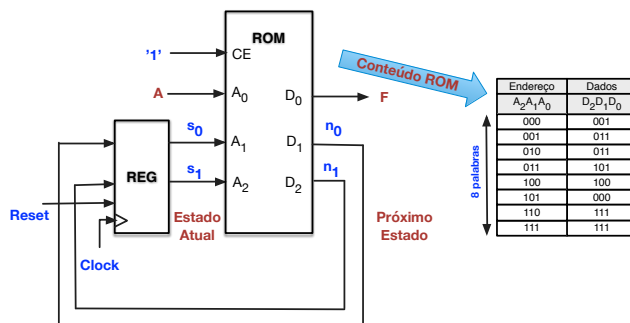 ROM
'1'
CE
Conteúdo ROM
A
A0
D0
F
s0
A1
D1
n0
REG
s1
A2
D2
n1
Reset
Estado
Atual
Próximo
Estado
Clock
8 palabras
Endereço Dados
A2A1A0 D2D1D0
000 001
001 011
010 011
011 101
100 100
101 000
110 111
111 111